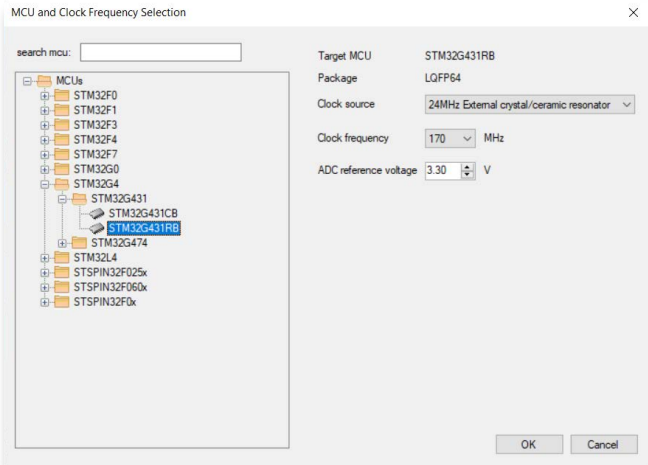 MCU and Clock Frequency Selection
search mcu:
MCUs
STM32F0
STM32F1
STM32F3
STM32F4
STM32F7
STM32G0
STM32G4
STM32G431
STM32G431CB
STM32G431RB
STM32G474
STM32L4
STSPIN32F025x
STSPIN32F060x
STSPIN32F0x
Target MCU STM32G431RB
Package LQFP64
Clock source 24MHz External crystal/ceramic resonator
Clock frequency 170 MHz
ADC reference voltage 3.30 V
OK Cancel